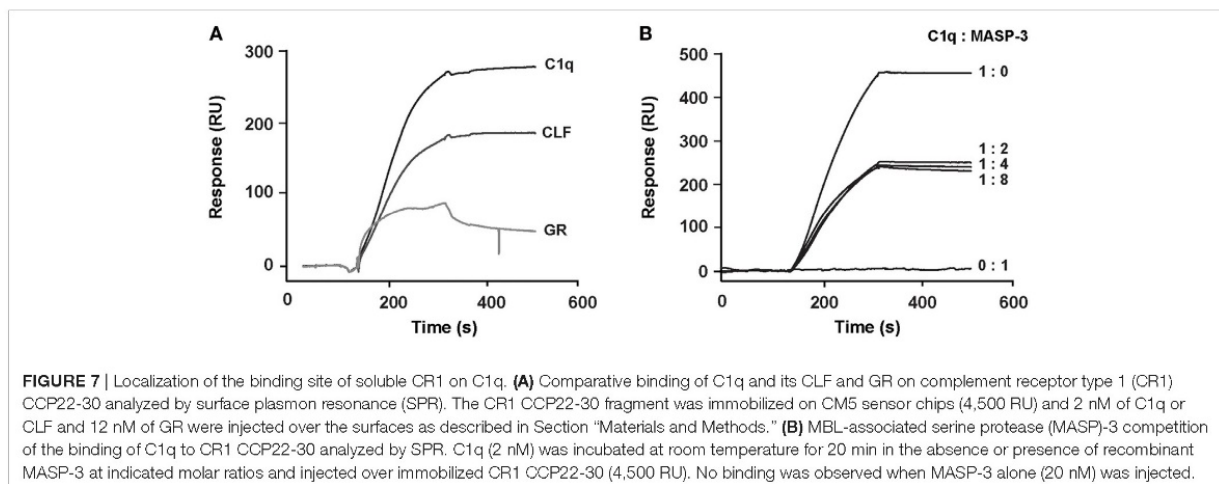 A
B
C1q : MASP-3
300
200
100
0
Response (RU)
C1q
CLF
GR
0
200
400
600
Time (s)
500
400
300
200
100
0
Response (RU)
1 : 0
1 : 2
1 : 4
1 : 8
0 : 1
0
200
400
600
Time (s)
FIGURE 7 | Localization of the binding site of soluble CR1 on C1q. (A) Comparative binding of C1q and its CLF and GR on complement receptor type 1 (CR1)
CCP22-30 analyzed by surface plasmon resonance (SPR). The CR1 CCP22-30 fragment was immobilized on CM5 sensor chips (4,500 RU) and 2 nM of C1q or
CLF and 12 nM of GR were injected over the surfaces as described in Section “Materials and Methods.” (B) MBL-associated serine protease (MASP)-3 competition
of the binding of C1q to CR1 CCP22-30 analyzed by SPR. C1q (2 nM) was incubated at room temperature for 20 min in the absence or presence of recombinant
MASP-3 at indicated molar ratios and injected over immobilized CR1 CCP22-30 (4,500 RU). No binding was observed when MASP-3 alone (20 nM) was injected.